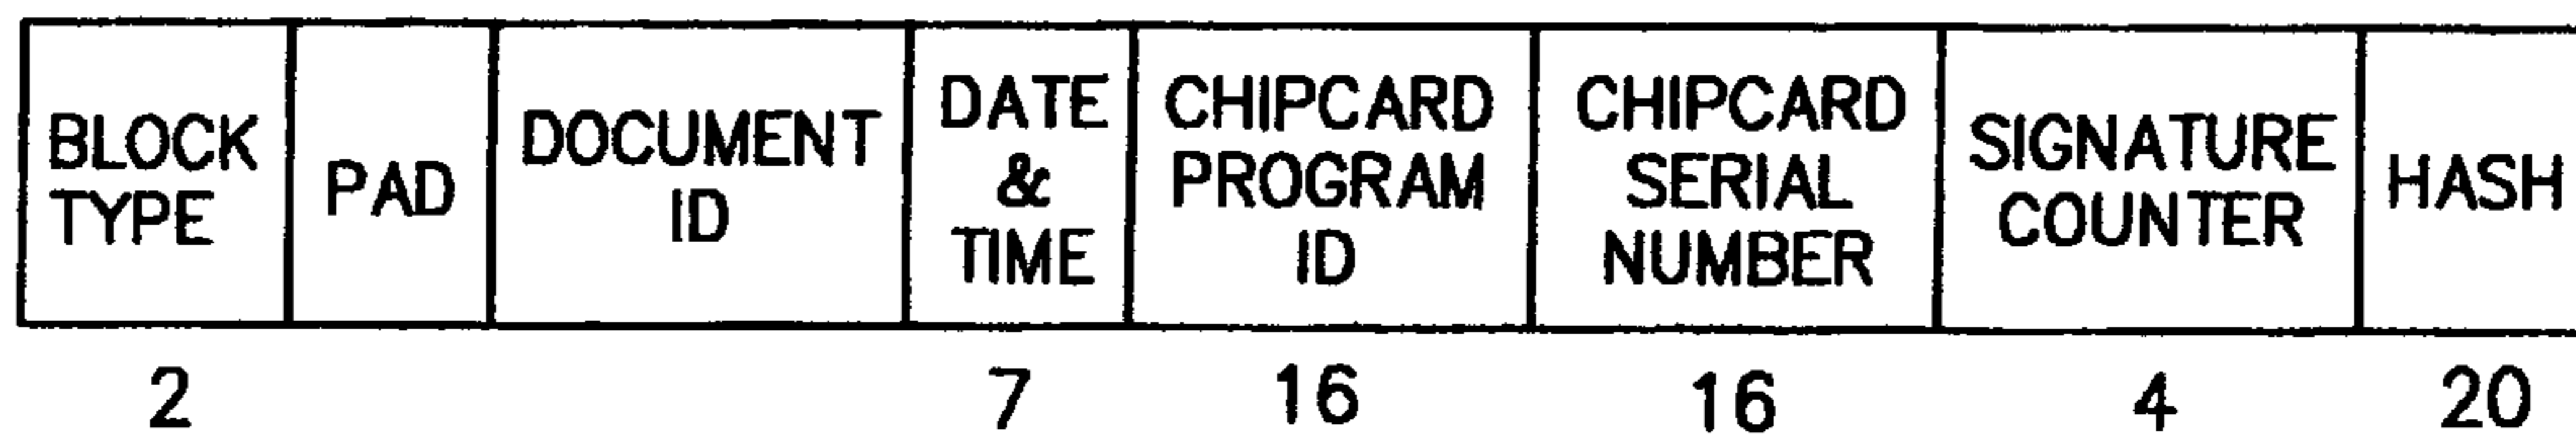 BLOCK
TYPE
PAD
DOCUMENT
ID
DATE
&
TIME
CHIPCARD
PROGRAM
ID
CHIPCARD
SERIAL
NUMBER
SIGNATURE
COUNTER
HASH
2
7
16
16
4
20